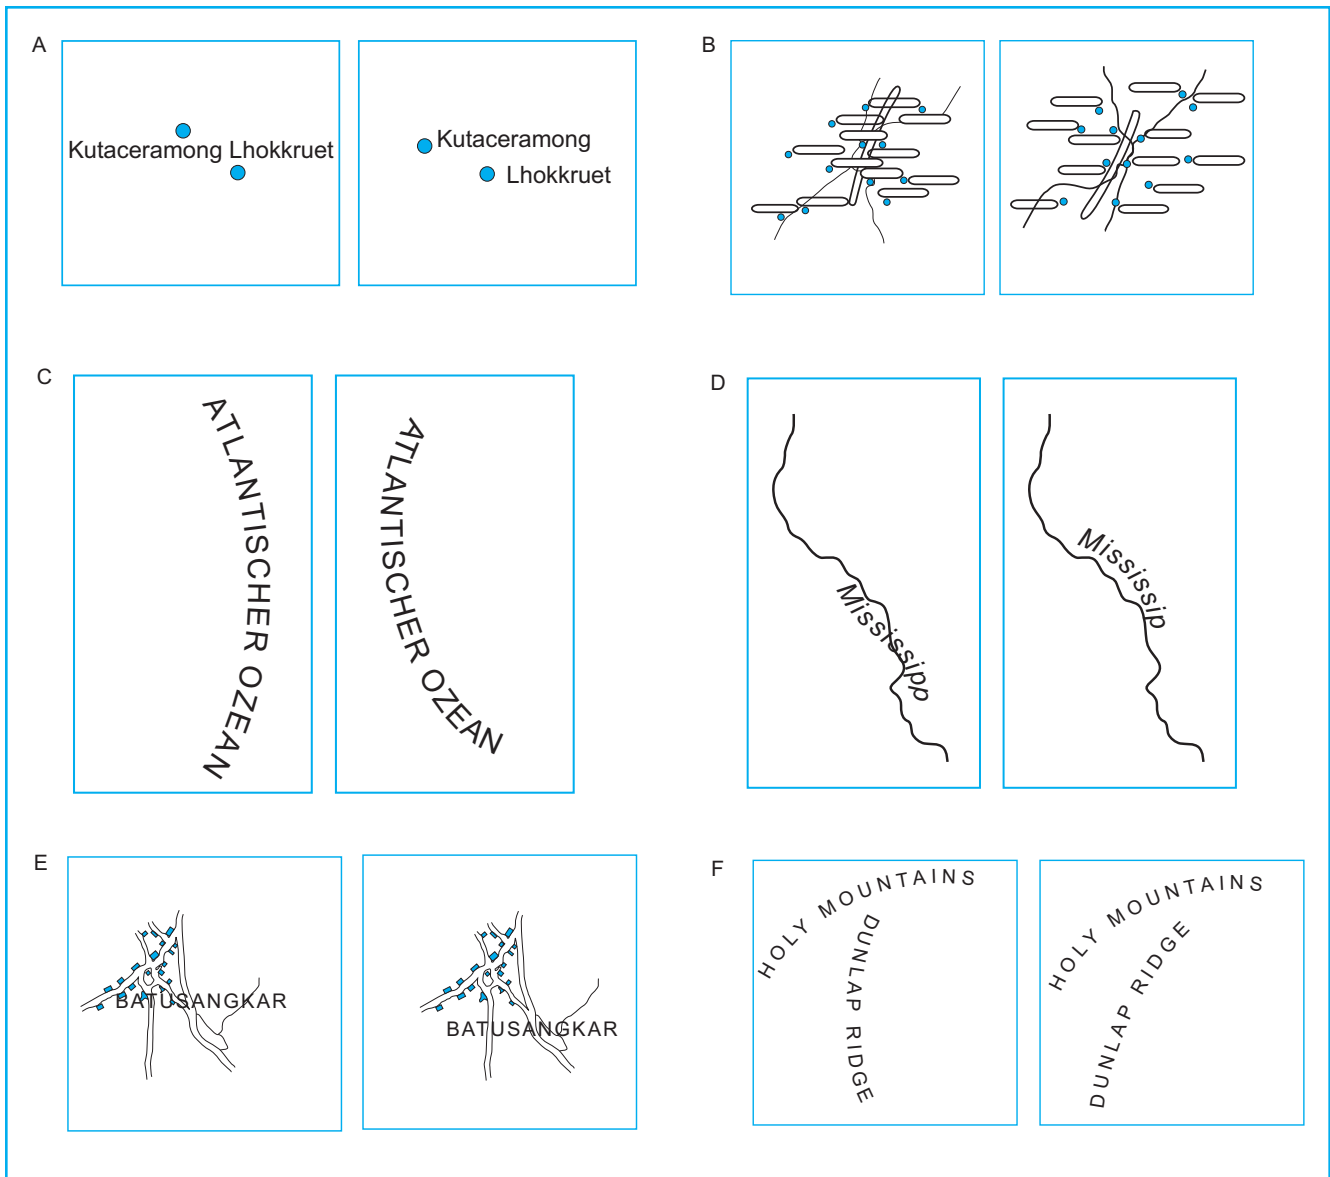 A
Kutaceramong Lhokkruet
Kutaceramong
Lhokkruet
B
C
ATLANTISCHER OZEAN
ATLANTISCHER OZEAN
D
Mississipp
Mississip
E
BATUSANGKAR
BATUSANGKAR
F
HOLY MOUNTAINS
DUNLAP RIDGE
HOLY MOUNTAINS
DUNLAP RIDGE